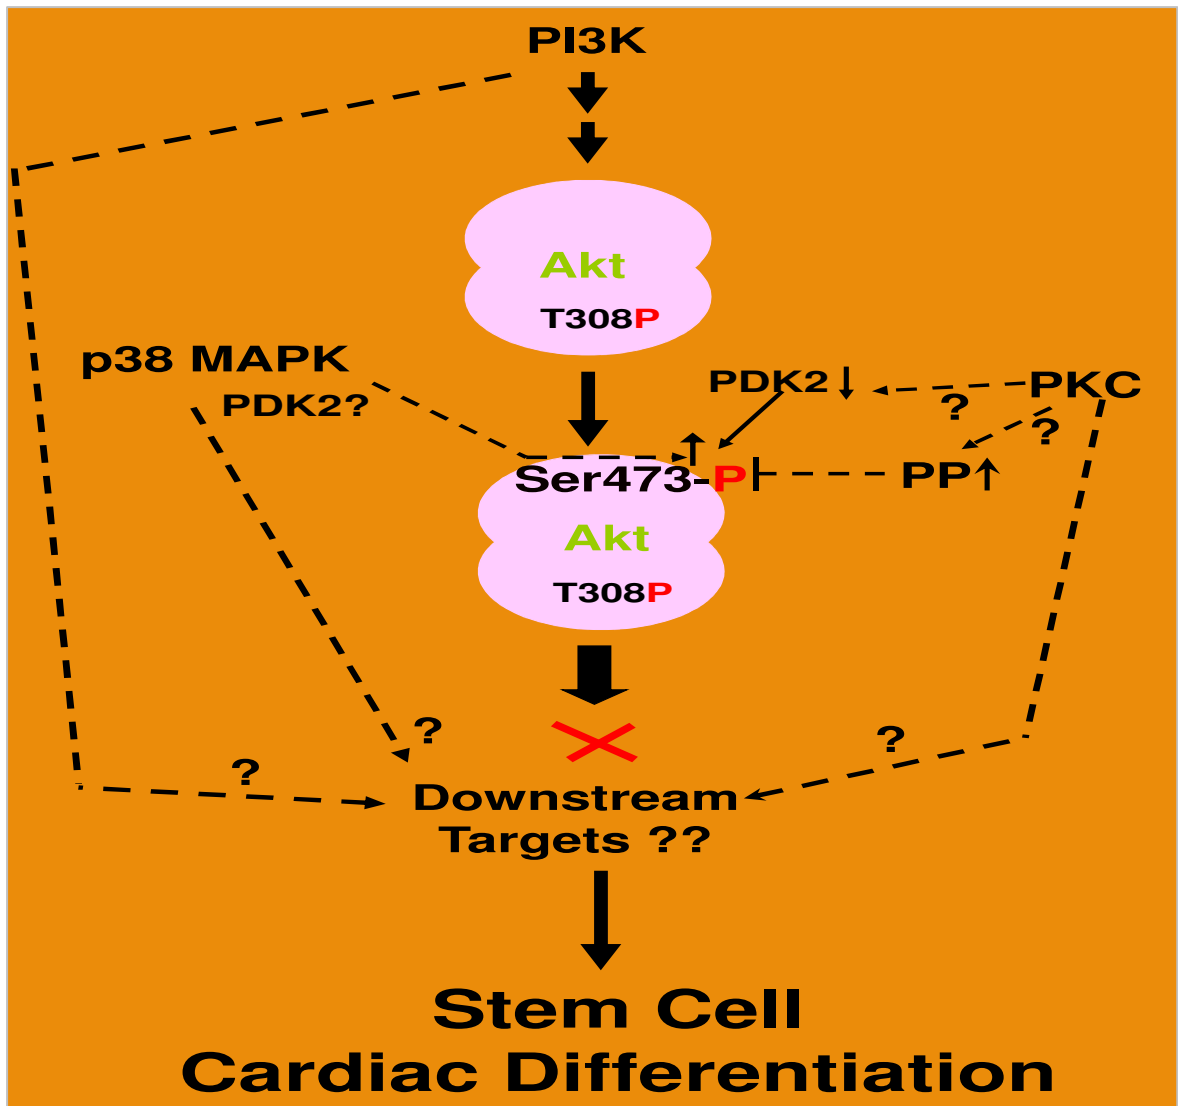 PI3K
Akt
T308P
p38 MAPK
PDK2?
PDK2
PKC
?
?
Ser473-P
PP
Akt
T308P
?
?
?
Downstream
Targets ??
Stem Cell
Cardiac Differentiation